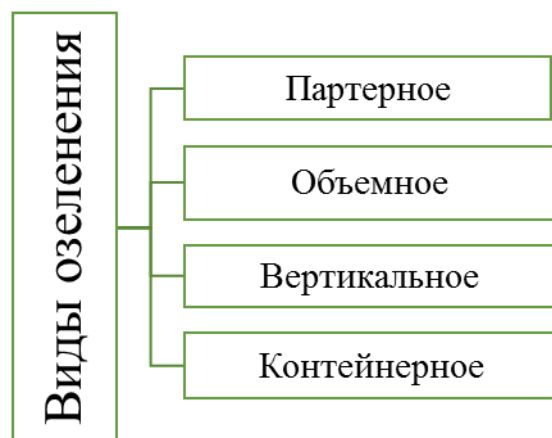 Виды озеленения
Партерное
Объемное
Вертикальное
Контейнерное